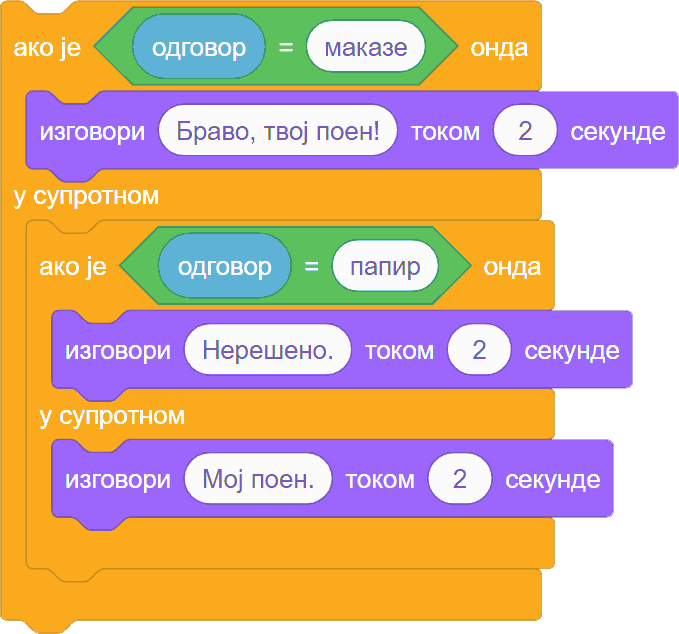 ако је одговор = маказе онда
изговори Браво, твој поен! током 2 секунде
у супротном
ако је одговор = папир онда
изговори Нерешено. током 2 секунде
у супротном
изговори Мој поен. током 2 секунде